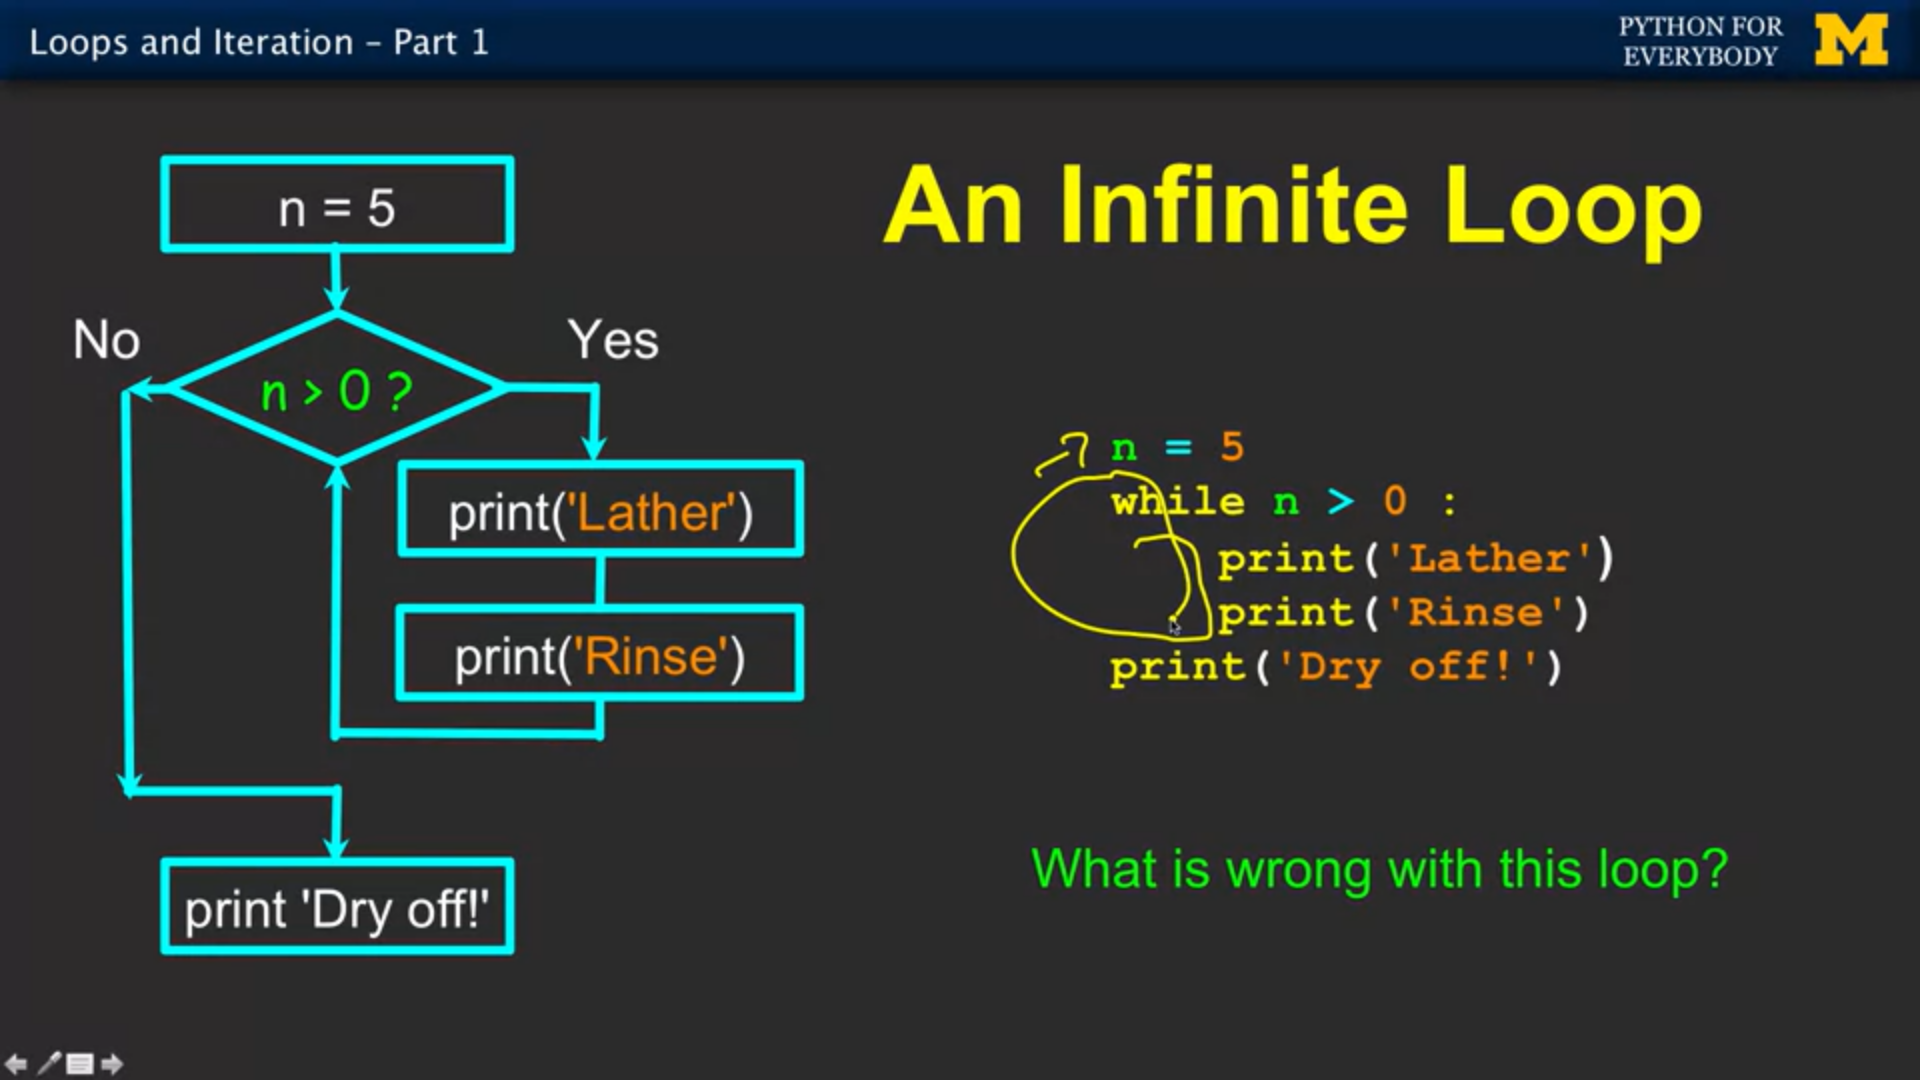 Loops and Iteration – Part 1
PYTHON FOR
EVERYBODY
M
n = 5
No
Yes
n > 0 ?
print('Lather')
print('Rinse')
print 'Dry off!'
An Infinite Loop
n = 5
while n > 0 :
    print('Lather')
    print('Rinse')
print('Dry off!')
What is wrong with this loop?